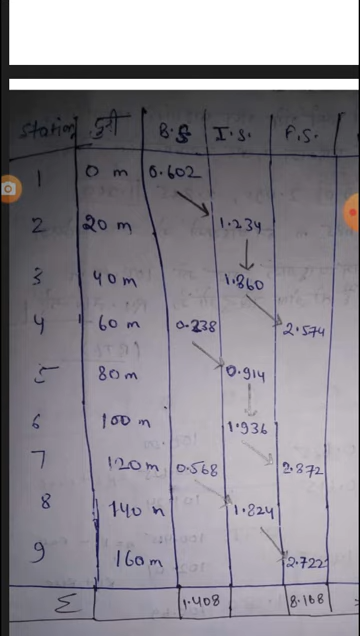 Station दूरी B.S I.S. F.S.
1 0 m 0.602
2 20 m 1.234
3 40 m 1.860
4 60 m 0.238 2.574
5 80 m 0.914
6 100 m 1.936
7 120m 0.568 2.872
8 140 m 1.824
9 160m 2.722
Σ 1.408 8.168